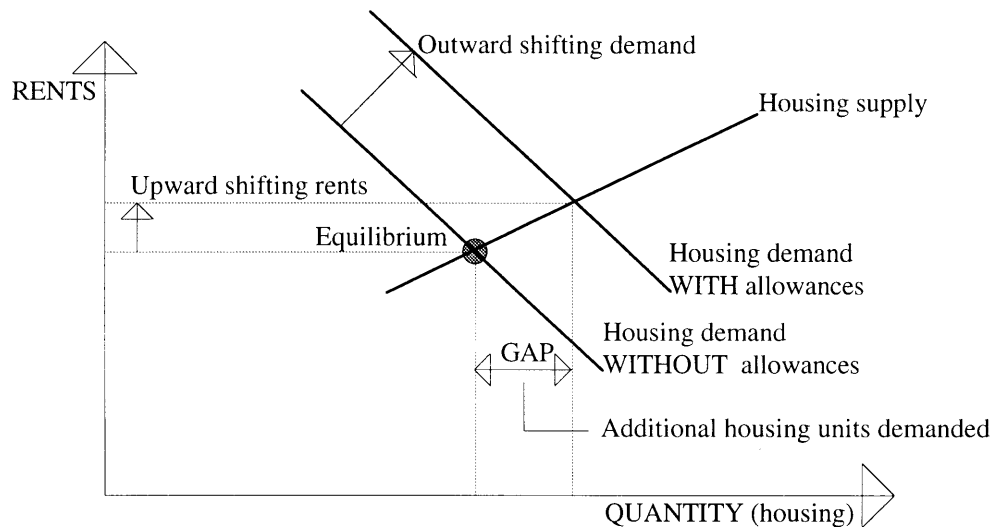 Outward shifting demand
RENTS
Housing supply
Upward shifting rents
Equilibrium
Housing demand
WITH allowances
Housing demand
WITHOUT allowances
GAP
Additional housing units demanded
QUANTITY (housing)